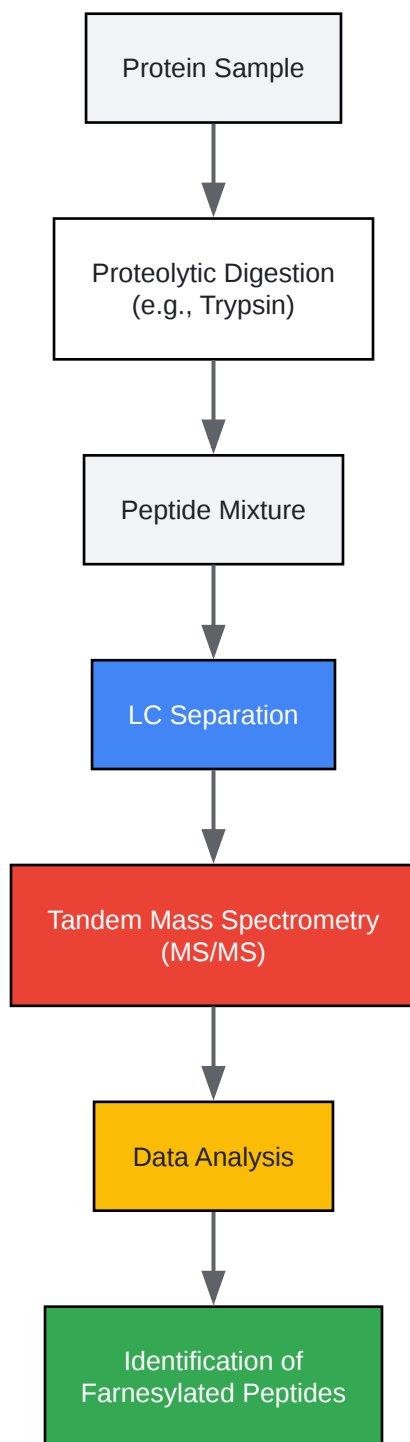 Protein Sample
Proteolytic Digestion
(e.g., Trypsin)
Peptide Mixture
LC Separation
Tandem Mass Spectrometry
(MS/MS)
Data Analysis
Identification of
Farnesylated Peptides